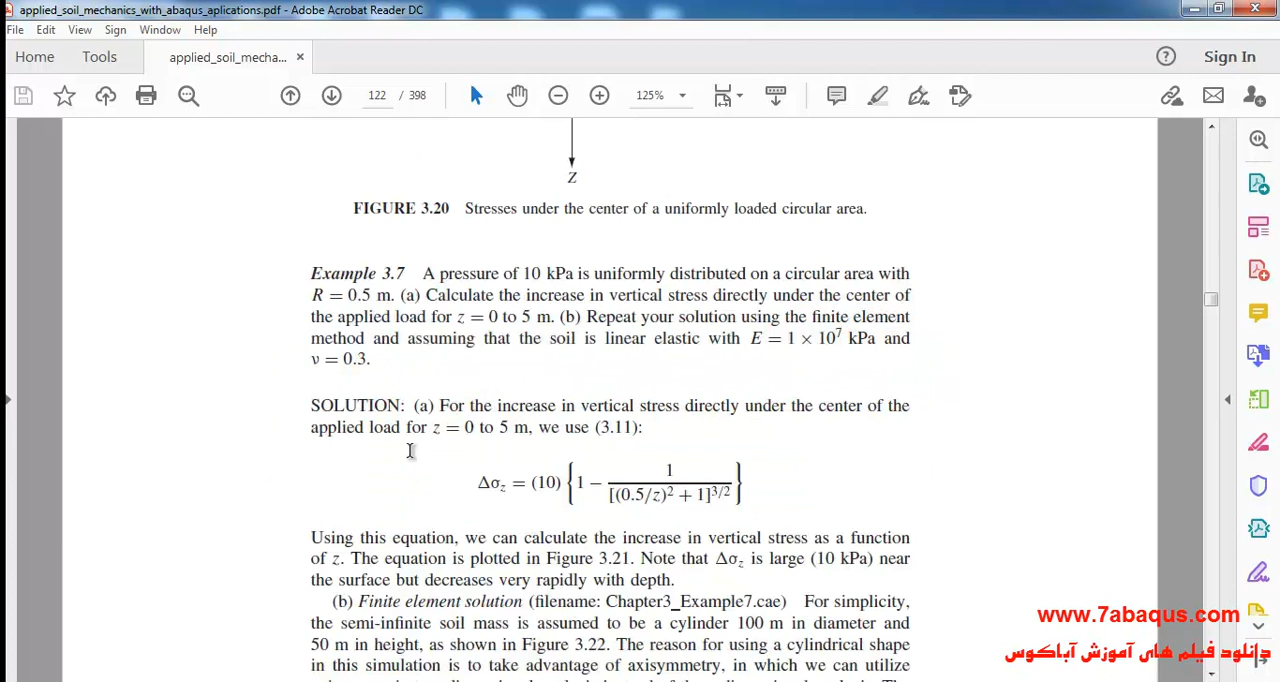 applied_soil_mechanics_with_abaqus_aplications.pdf - Adobe Acrobat Reader DC
File Edit View Sign Window Help
Home Tools applied_soil_mecha... × Sign In
122 / 398 125%
Z
FIGURE 3.20 Stresses under the center of a uniformly loaded circular area.
Example 3.7 A pressure of 10 kPa is uniformly distributed on a circular area with
R = 0.5 m. (a) Calculate the increase in vertical stress directly under the center of
the applied load for z = 0 to 5 m. (b) Repeat your solution using the finite element
method and assuming that the soil is linear elastic with E = 1 × 10⁷ kPa and
ν = 0.3.
SOLUTION: (a) For the increase in vertical stress directly under the center of the
applied load for z = 0 to 5 m, we use (3.11):
Δσz = (10) {1 − 1 / [(0.5/z)² + 1]³/²}
Using this equation, we can calculate the increase in vertical stress as a function
of z. The equation is plotted in Figure 3.21. Note that Δσz is large (10 kPa) near
the surface but decreases very rapidly with depth.
(b) Finite element solution (filename: Chapter3_Example7.cae) For simplicity,
the semi-infinite soil mass is assumed to be a cylinder 100 m in diameter and
50 m in height, as shown in Figure 3.22. The reason for using a cylindrical shape
in this simulation is to take advantage of axisymmetry, in which we can utilize
www.7abaqus.com
دانلود فیلم های آموزش آباکوس